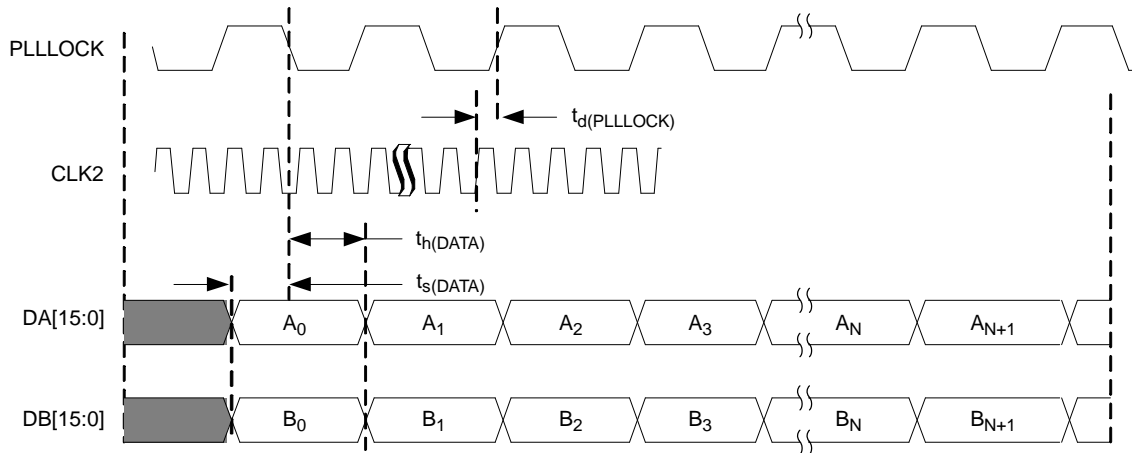 PLLLOCK
t_d(PLLLOCK)
CLK2
t_h(DATA)
t_s(DATA)
DA[15:0] A_0 A_1 A_2 A_3 A_N A_N+1
DB[15:0] B_0 B_1 B_2 B_3 B_N B_N+1